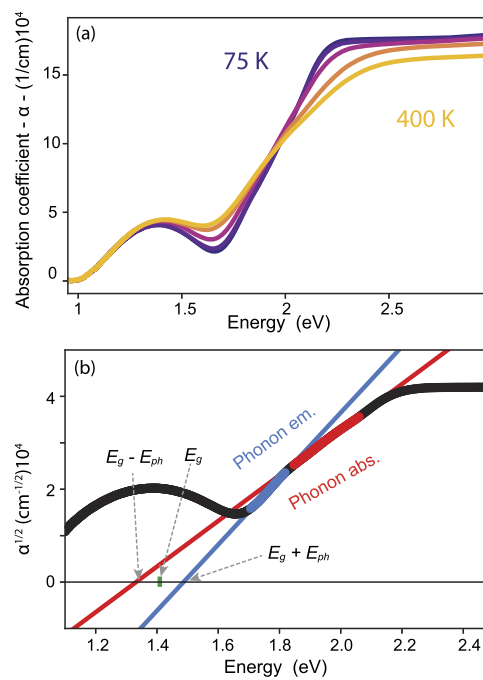 (a)
75 K
400 K
Absorption coefficient - α - (1/cm)10⁴
15
10
5
0
1
1.5
2
2.5
Energy (eV)
(b)
Phonon em.
Phonon abs.
E_g - E_ph
E_g
E_g + E_ph
α^1/2 (cm^-1/2)10⁴
4
2
0
1.2
1.4
1.6
1.8
2.0
2.2
2.4
Energy (eV)